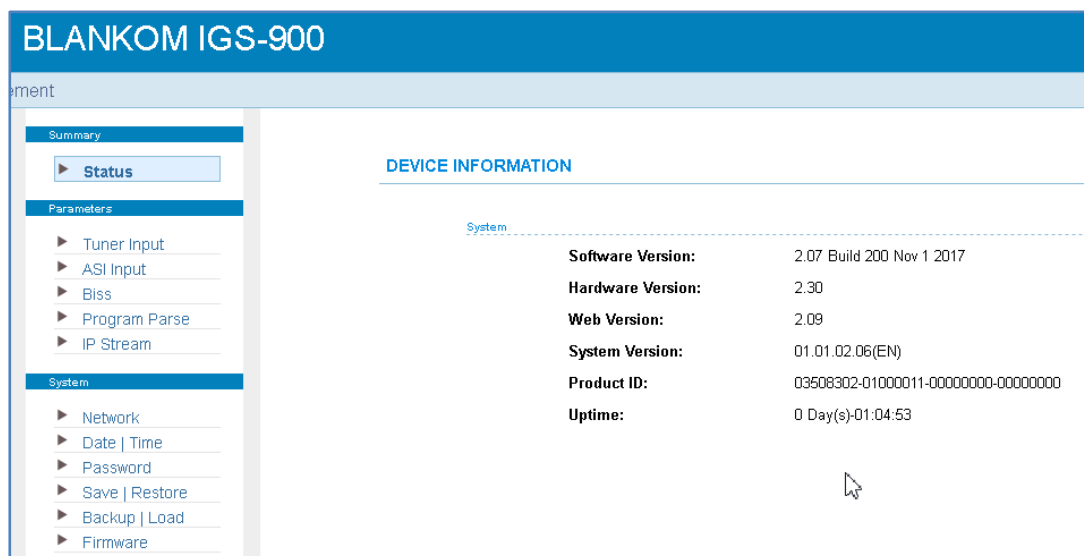 BLANKOM IGS-900
ement
Summary
Status
Parameters
Tuner Input
ASI Input
Biss
Program Parse
IP Stream
System
Network
Date | Time
Password
Save | Restore
Backup | Load
Firmware
DEVICE INFORMATION
System
Software Version: 2.07 Build 200 Nov 1 2017
Hardware Version: 2.30
Web Version: 2.09
System Version: 01.01.02.06(EN)
Product ID: 03508302-01000011-00000000-00000000
Uptime: 0 Day(s)-01:04:53